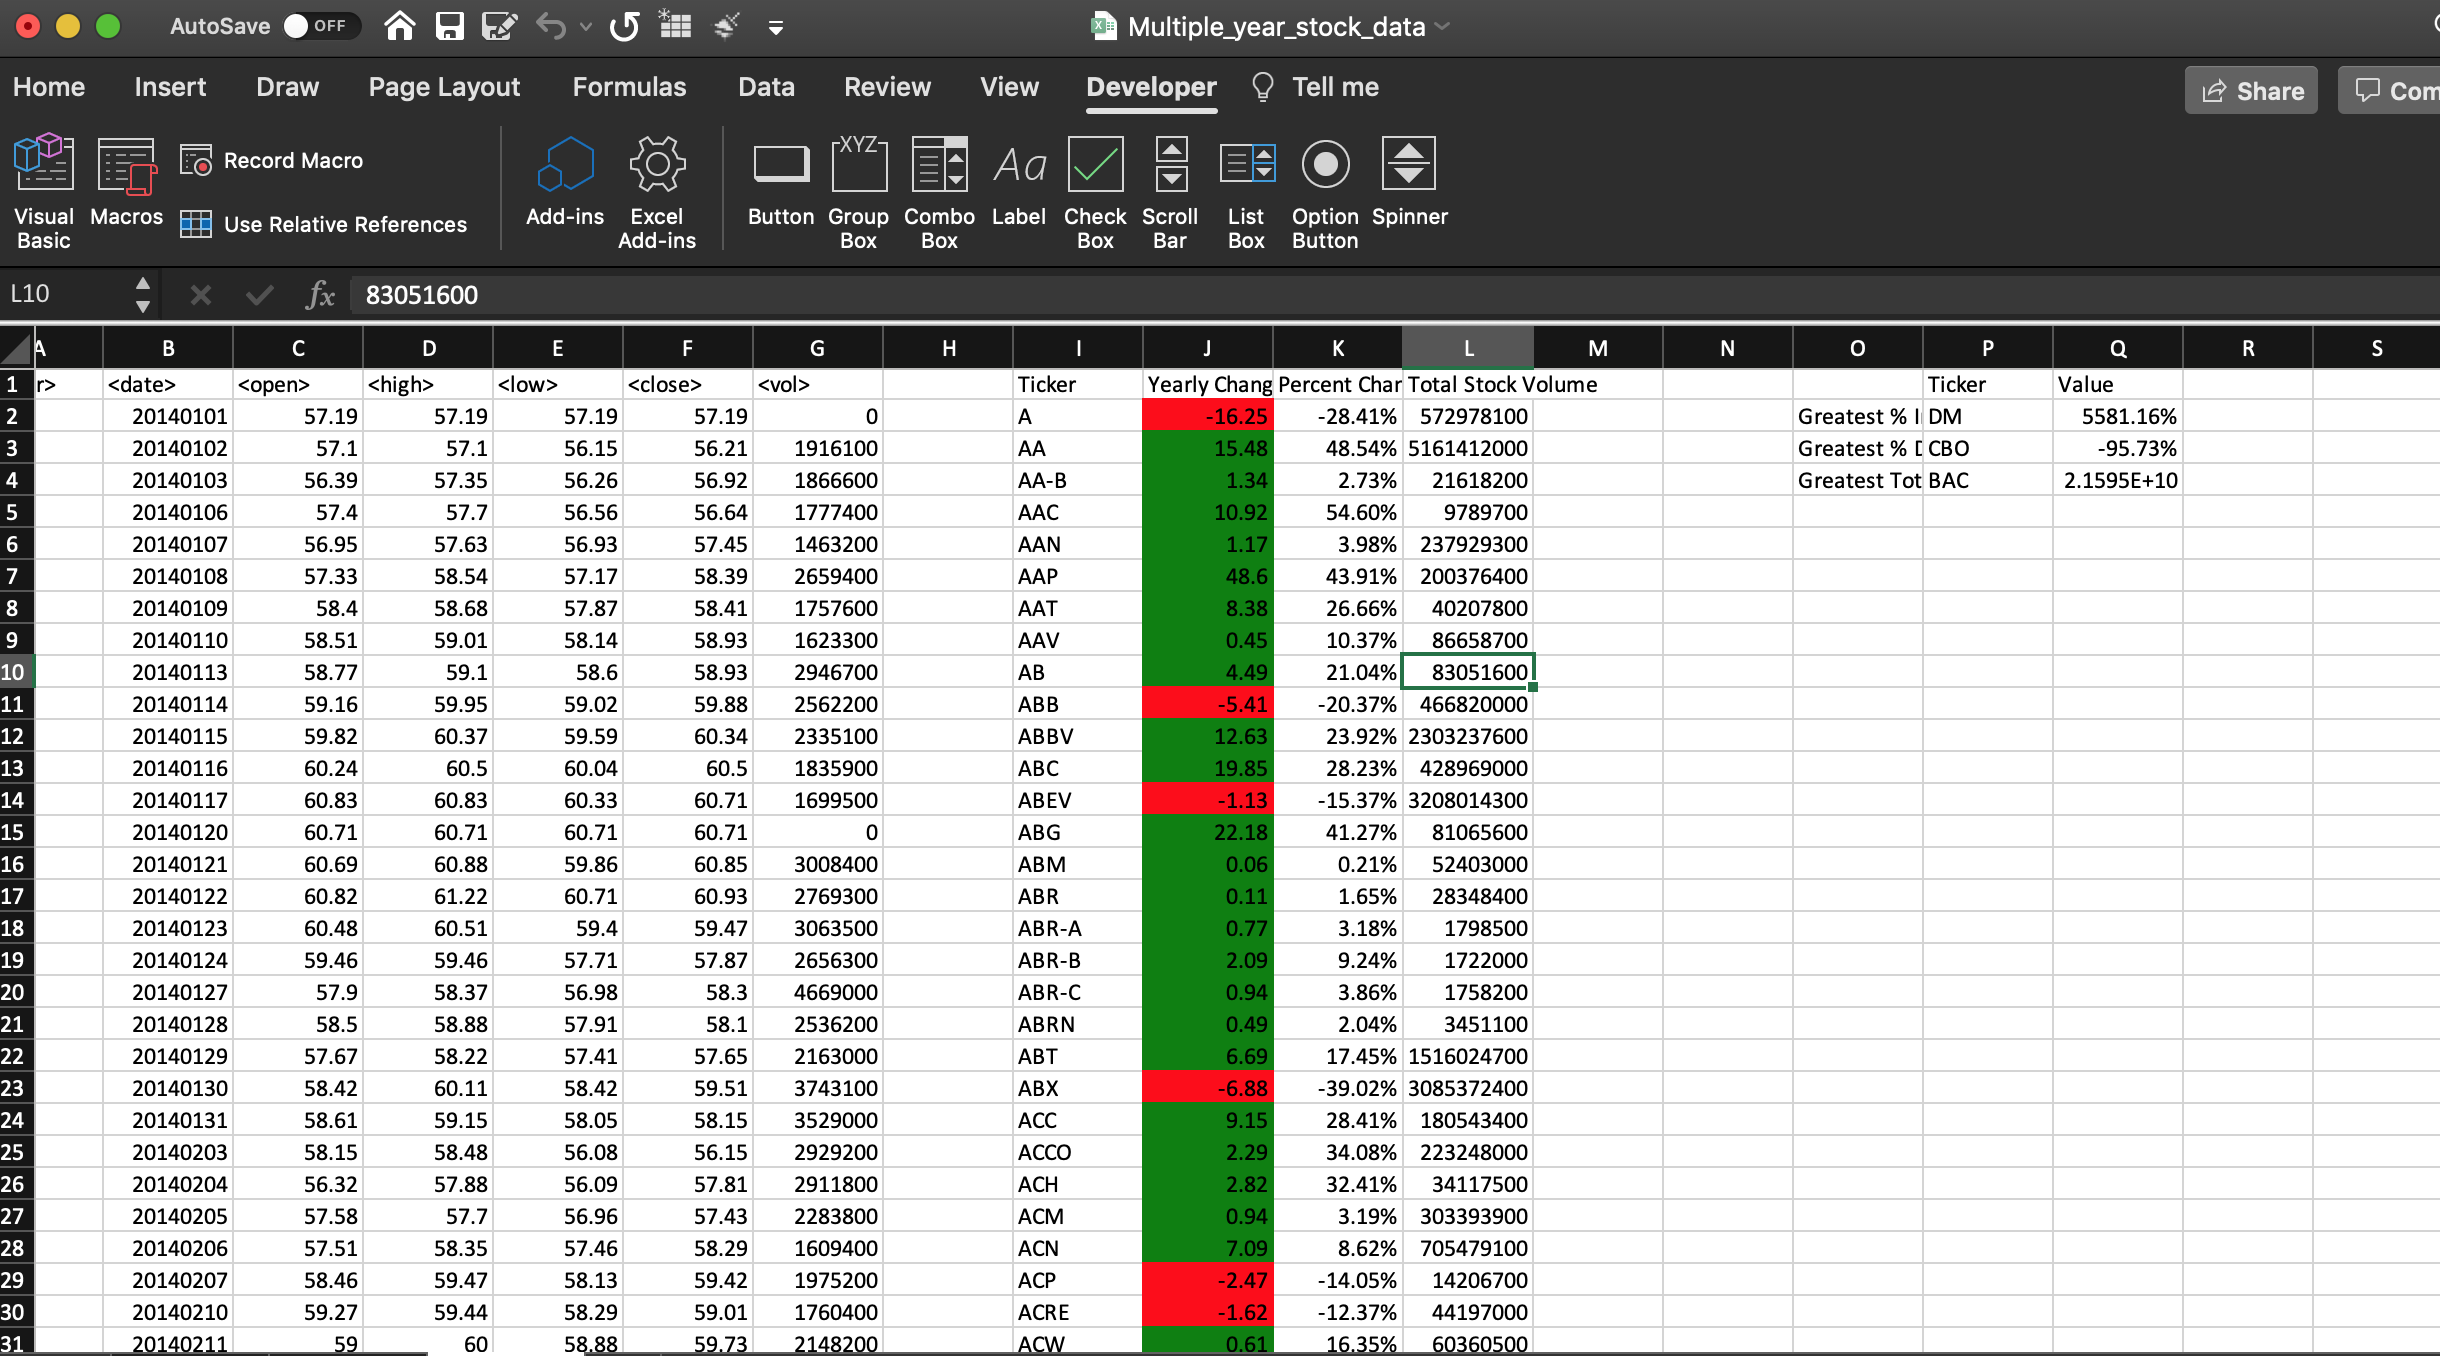 AutoSave OFF Multiple_year_stock_data
Home Insert Draw Page Layout Formulas Data Review View Developer Tell me Share Com
Visual Basic Macros Record Macro Use Relative References Add-ins Excel Add-ins Button Group Box Combo Box Label Check Box Scroll Bar List Box Option Button Spinner
XYZ Aa
L10 fx 83051600
A B C D E F G H I J K L M N O P Q R S
1 r> <date> <open> <high> <low> <close> <vol> Ticker Yearly Chang Percent Char Total Stock Volume Ticker Value
2 20140101 57.19 57.19 57.19 57.19 0 A -16.25 -28.41% 572978100 Greatest % I DM 5581.16%
3 20140102 57.1 57.1 56.15 56.21 1916100 AA 15.48 48.54% 5161412000 Greatest % D CBO -95.73%
4 20140103 56.39 57.35 56.26 56.92 1866600 AA-B 1.34 2.73% 21618200 Greatest Tot BAC 2.1595E+10
5 20140106 57.4 57.7 56.56 56.64 1777400 AAC 10.92 54.60% 9789700
6 20140107 56.95 57.63 56.93 57.45 1463200 AAN 1.17 3.98% 237929300
7 20140108 57.33 58.54 57.17 58.39 2659400 AAP 48.6 43.91% 200376400
8 20140109 58.4 58.68 57.87 58.41 1757600 AAT 8.38 26.66% 40207800
9 20140110 58.51 59.01 58.14 58.93 1623300 AAV 0.45 10.37% 86658700
10 20140113 58.77 59.1 58.6 58.93 2946700 AB 4.49 21.04% 83051600
11 20140114 59.16 59.95 59.02 59.88 2562200 ABB -5.41 -20.37% 466820000
12 20140115 59.82 60.37 59.59 60.34 2335100 ABBV 12.63 23.92% 2303237600
13 20140116 60.24 60.5 60.04 60.5 1835900 ABC 19.85 28.23% 428969000
14 20140117 60.83 60.83 60.33 60.71 1699500 ABEV -1.13 -15.37% 3208014300
15 20140120 60.71 60.71 60.71 60.71 0 ABG 22.18 41.27% 81065600
16 20140121 60.69 60.88 59.86 60.85 3008400 ABM 0.06 0.21% 52403000
17 20140122 60.82 61.22 60.71 60.93 2769300 ABR 0.11 1.65% 28348400
18 20140123 60.48 60.51 59.4 59.47 3063500 ABR-A 0.77 3.18% 1798500
19 20140124 59.46 59.46 57.71 57.87 2656300 ABR-B 2.09 9.24% 1722000
20 20140127 57.9 58.37 56.98 58.3 4669000 ABR-C 0.94 3.86% 1758200
21 20140128 58.5 58.88 57.91 58.1 2536200 ABRN 0.49 2.04% 3451100
22 20140129 57.67 58.22 57.41 57.65 2163000 ABT 6.69 17.45% 1516024700
23 20140130 58.42 60.11 58.42 59.51 3743100 ABX -6.88 -39.02% 3085372400
24 20140131 58.61 59.15 58.05 58.15 3529000 ACC 9.15 28.41% 180543400
25 20140203 58.15 58.48 56.08 56.15 2929200 ACCO 2.29 34.08% 223248000
26 20140204 56.32 57.88 56.09 57.81 2911800 ACH 2.82 32.41% 34117500
27 20140205 57.58 57.7 56.96 57.43 2283800 ACM 0.94 3.19% 303393900
28 20140206 57.51 58.35 57.46 58.29 1609400 ACN 7.09 8.62% 705479100
29 20140207 58.46 59.47 58.13 59.42 1975200 ACP -2.47 -14.05% 14206700
30 20140210 59.27 59.44 58.29 59.01 1760400 ACRE -1.62 -12.37% 44197000
31 20140211 59 60 58.88 59.73 2148200 ACW 0.61 16.35% 60360500